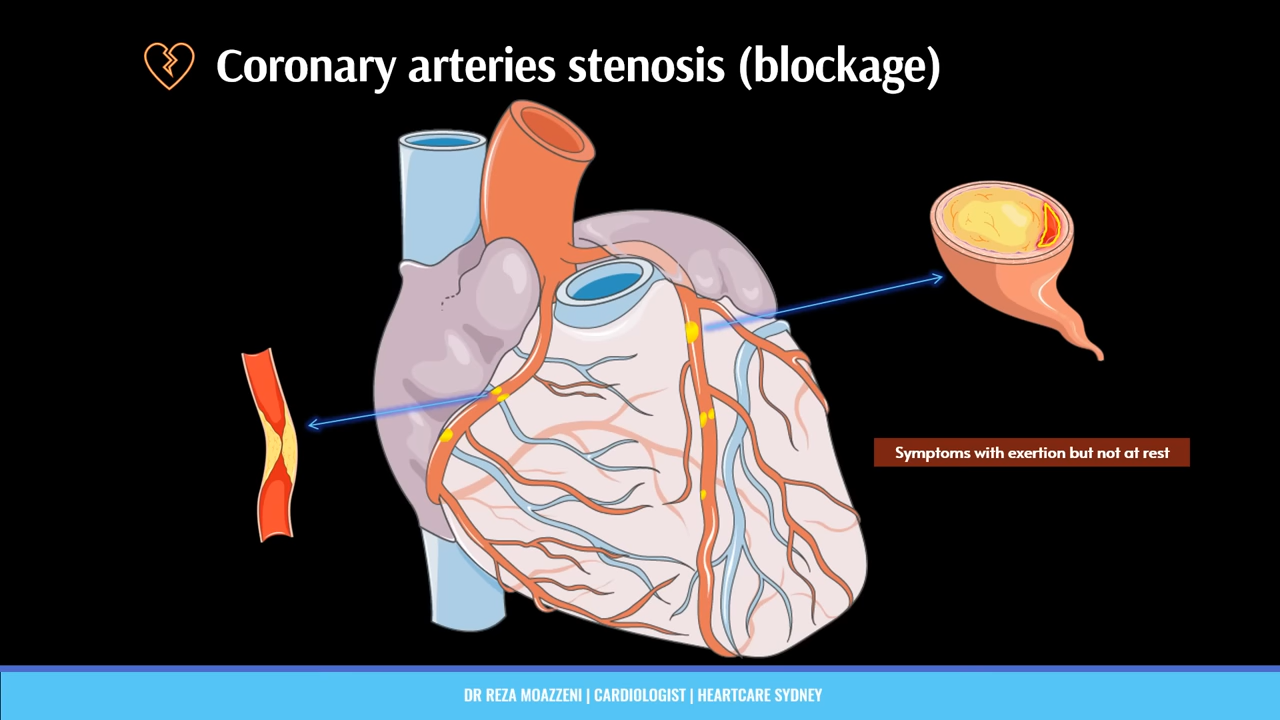 Coronary arteries stenosis (blockage)
Symptoms with exertion but not at rest
DR REZA MOAZZENI | CARDIOLOGIST | HEARTCARE SYDNEY